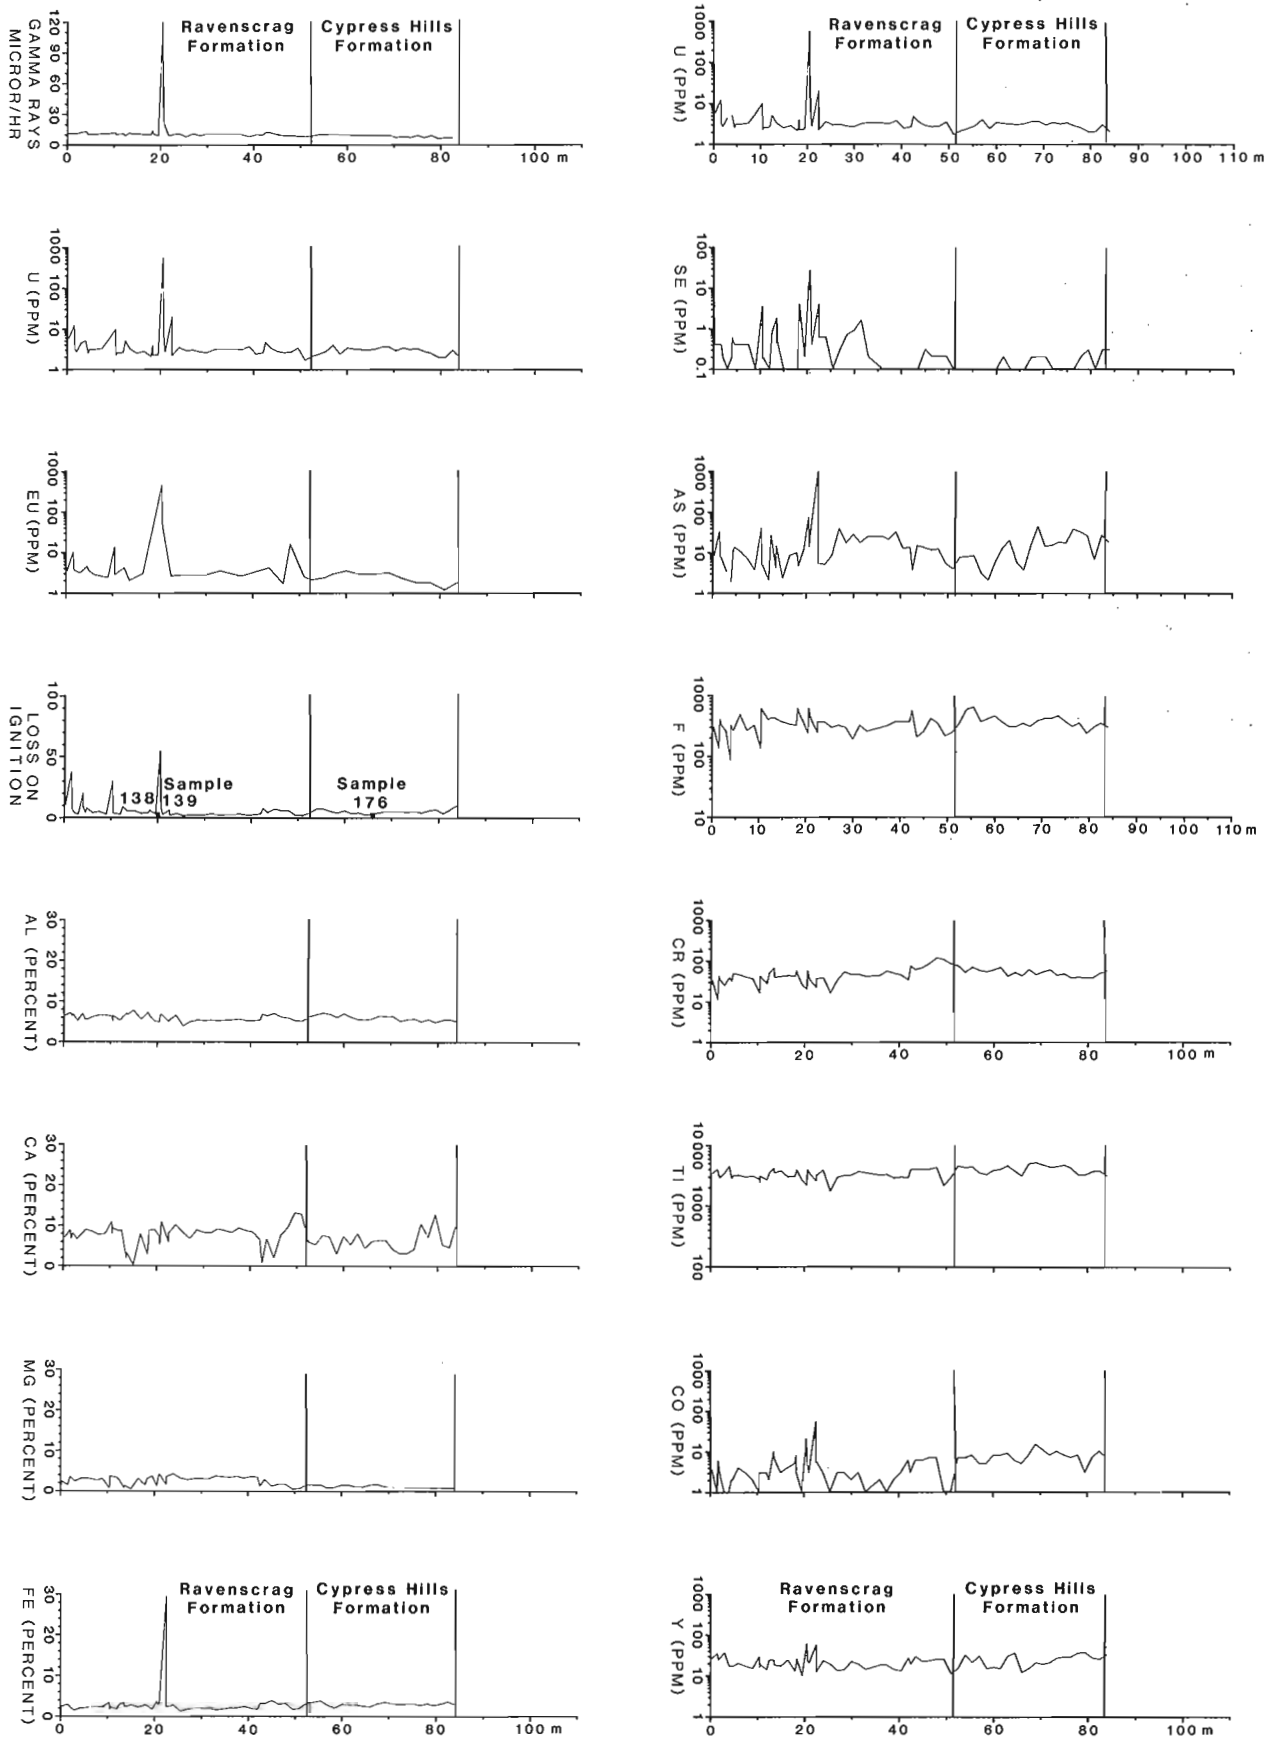 Ravenscrag
Formation
Cypress Hills
Formation
GAMMA RAYS
MICROR/HR
0 30 60 90 120
0 20 40 60 80 100 m
U (PPM)
1 10 100 1000
EU (PPM)
1 10 100 1000
LOSS ON
IGNITION
0 50 100
138
Sample
139
Sample
176
AL (PERCENT)
0 10 20 30
CA (PERCENT)
0 10 20 30
MG (PERCENT)
0 10 20 30
Ravenscrag
Formation
Cypress Hills
Formation
FE (PERCENT)
0 10 20 30
0 20 40 60 80 100 m
Ravenscrag
Formation
Cypress Hills
Formation
U (PPM)
1 10 100 1000
0 10 20 30 40 50 60 70 80 90 100 110 m
SE (PPM)
0.1 1 10 100
AS (PPM)
1 10 100 1000
F (PPM)
10 100 1000
0 10 20 30 40 50 60 70 80 90 100 110 m
CR (PPM)
1 10 100 1000
0 20 40 60 80 100 m
TI (PPM)
100 1000 10 000
CO (PPM)
1 10 100 1000
Ravenscrag
Formation
Cypress Hills
Formation
Y (PPM)
1 10 100 1000
0 20 40 60 80 100 m